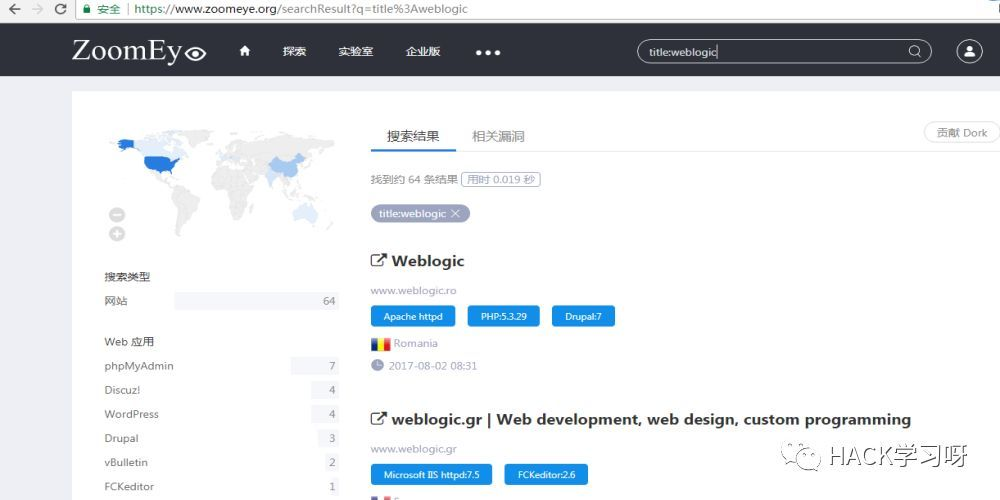 安全 https://www.zoomeye.org/searchResult?q=title%3Aweblogic
ZoomEye 探索 实验室 企业版 title:weblogic
搜索结果 相关漏洞 贡献 Dork
找到约 64 条结果 用时 0.019 秒
title:weblogic
Weblogic
www.weblogic.ro
Apache httpd PHP:5.3.29 Drupal:7
Romania
2017-08-02 08:31
weblogic.gr | Web development, web design, custom programming
www.weblogic.gr
Microsoft IIS httpd:7.5 FCKeditor:2.6
搜索类型
网站 64
Web 应用
phpMyAdmin 7
Discuz! 4
WordPress 4
Drupal 3
vBulletin 2
FCKeditor 1
HACK学习呀